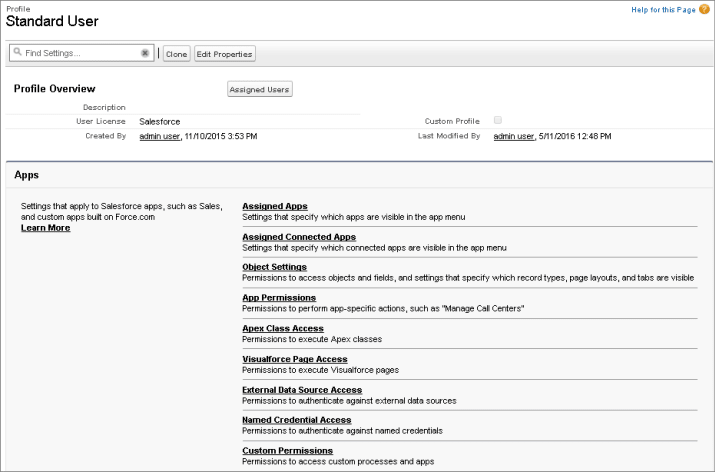 Profile
Standard User
Help for this Page ?
Find Settings...
Clone
Edit Properties
Profile Overview
Assigned Users
Description
User License Salesforce
Custom Profile
Created By admin user, 11/10/2015 3:53 PM
Last Modified By admin user, 5/11/2016 12:48 PM
Apps
Settings that apply to Salesforce apps, such as Sales,
and custom apps built on Force.com
Learn More
Assigned Apps
Settings that specify which apps are visible in the app menu
Assigned Connected Apps
Settings that specify which connected apps are visible in the app menu
Object Settings
Permissions to access objects and fields, and settings that specify which record types, page layouts, and tabs are visible
App Permissions
Permissions to perform app-specific actions, such as "Manage Call Centers"
Apex Class Access
Permissions to execute Apex classes
Visualforce Page Access
Permissions to execute Visualforce pages
External Data Source Access
Permissions to authenticate against external data sources
Named Credential Access
Permissions to authenticate against named credentials
Custom Permissions
Permissions to access custom processes and apps